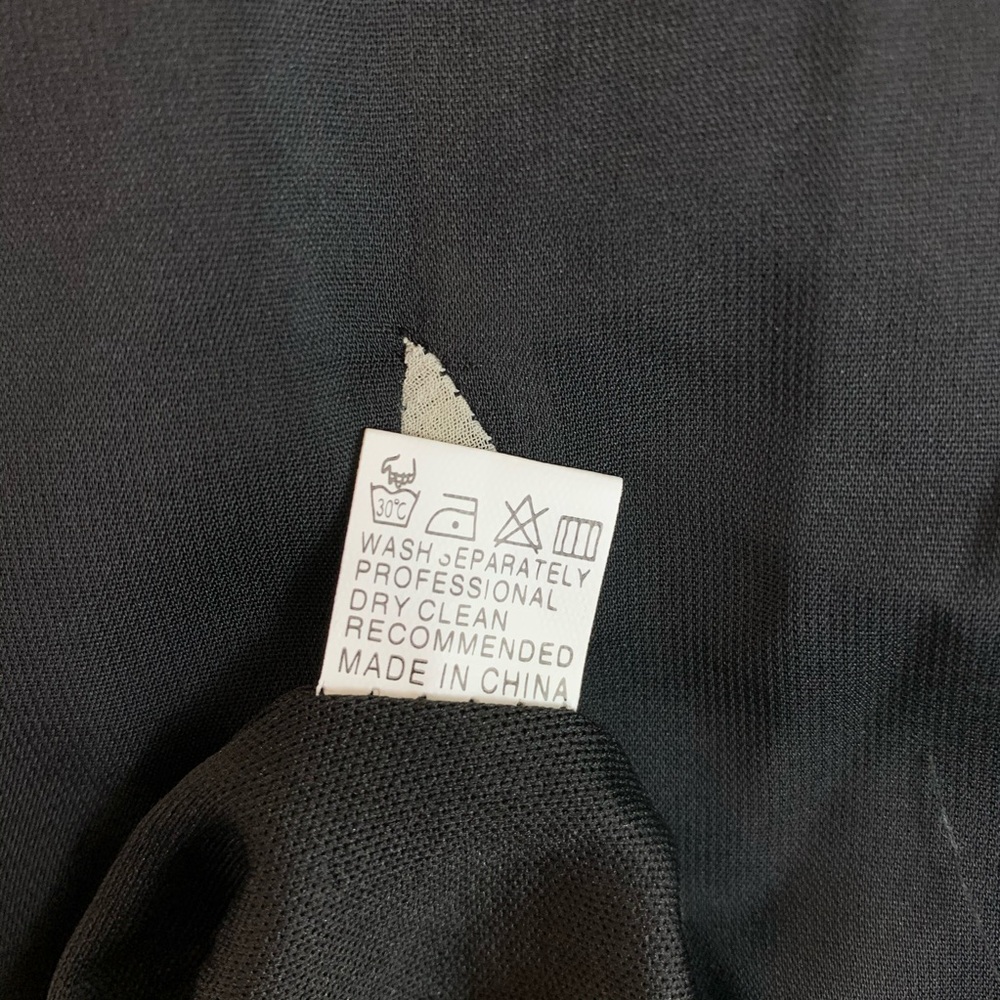 30°C
WASH SEPARATELY
PROFESSIONAL
DRY CLEAN
RECOMMENDED
MADE IN CHINA